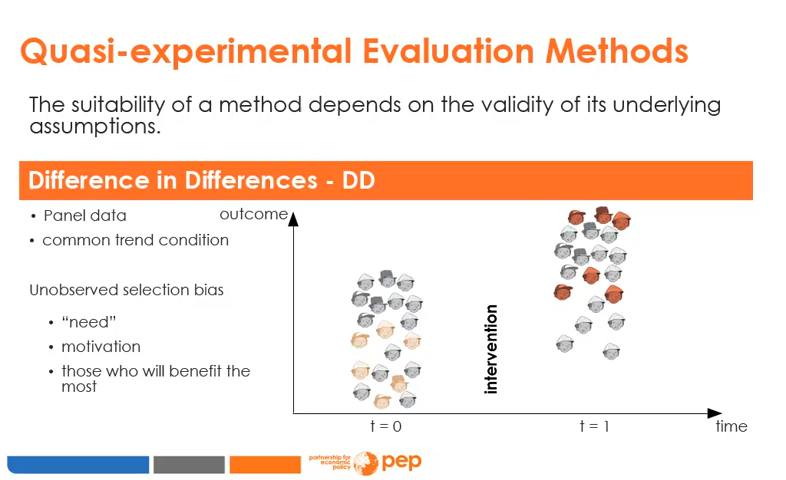 Quasi-experimental Evaluation Methods
The suitability of a method depends on the validity of its underlying
assumptions.
Difference in Differences - DD
• Panel data
• common trend condition
Unobserved selection bias
• “need”
• motivation
• those who will benefit the
most
outcome
intervention
t = 0
t = 1
time
partnership for
economic
policy
pep